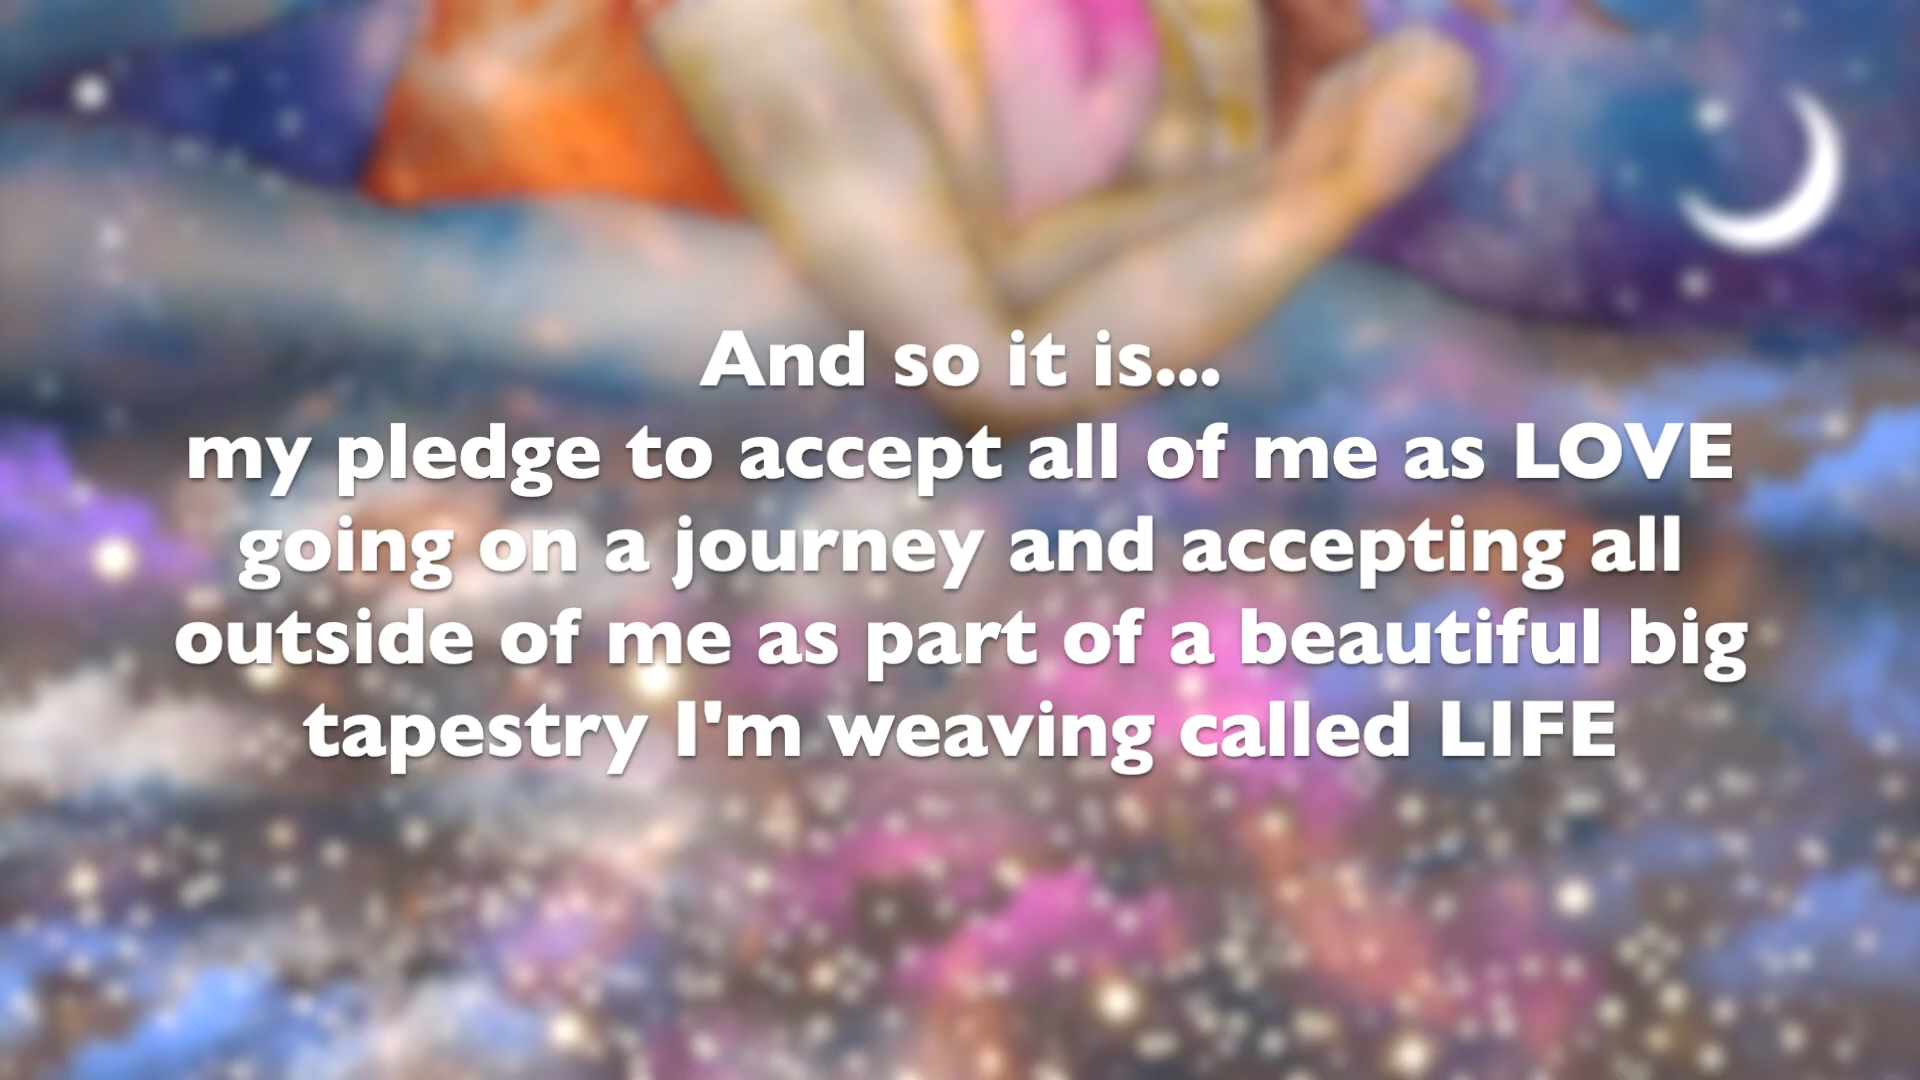 And so it is...
my pledge to accept all of me as LOVE
going on a journey and accepting all
outside of me as part of a beautiful big
tapestry I'm weaving called LIFE